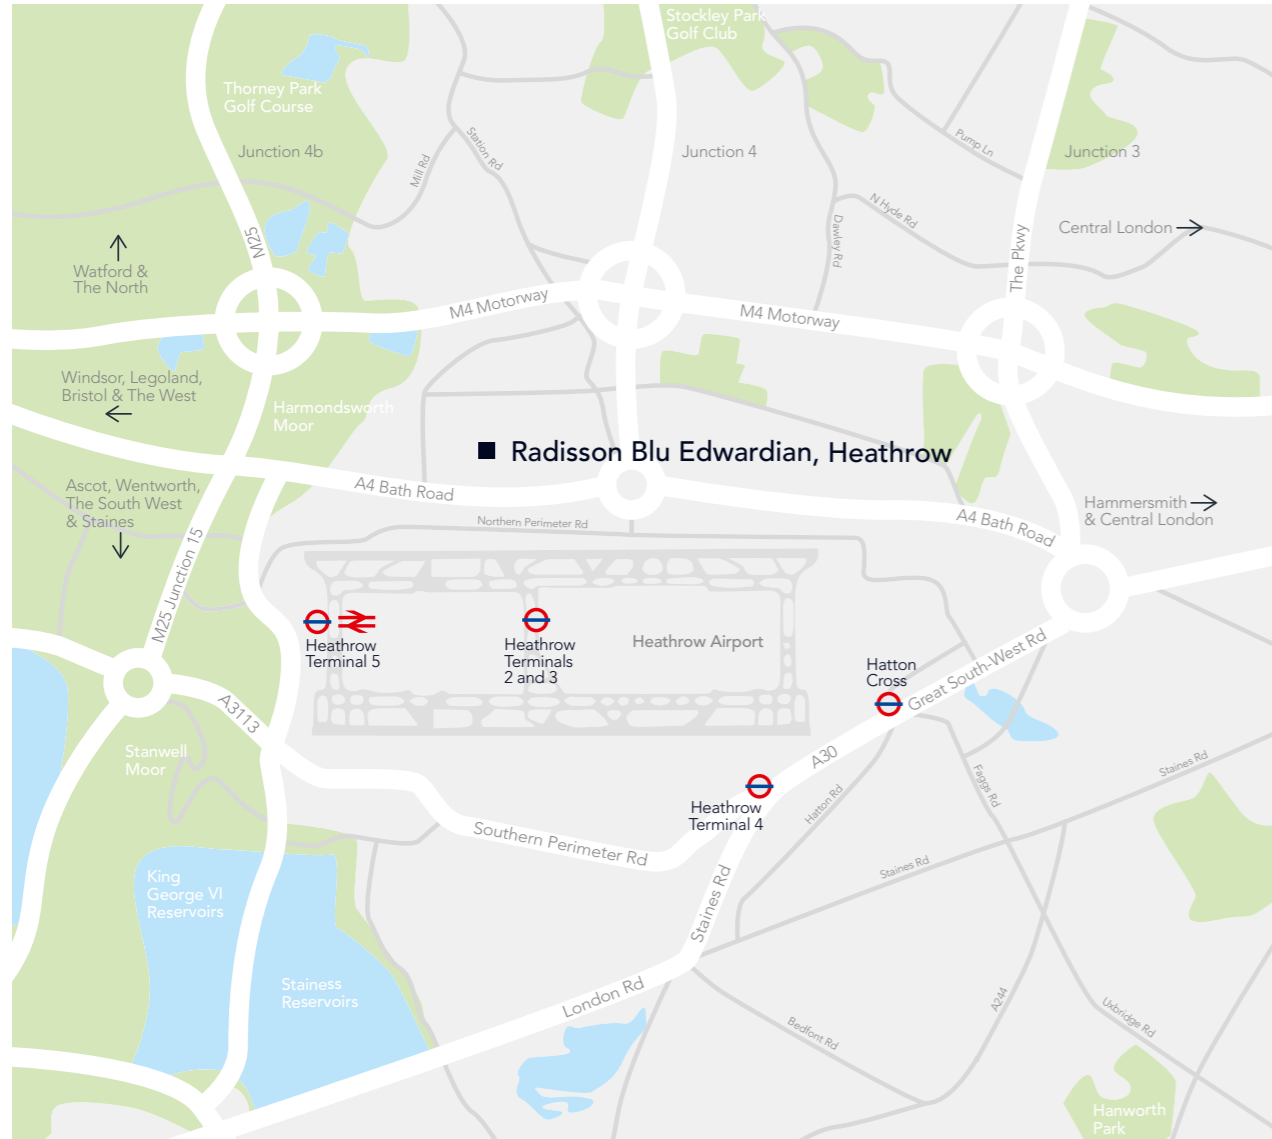 Stockley Park
Golf Club
Thorney Park
Golf Course
Junction 4b
Junction 4
Junction 3
Mill Rd
Station Rd
Pump Ln
N Hyde Rd
Dawley Rd
Central London
The Pkwy
M25
Watford &
The North
M4 Motorway
M4 Motorway
Windsor, Legoland,
Bristol & The West
Harmondsworth
Moor
Radisson Blu Edwardian, Heathrow
Ascot, Wentworth,
The South West
& Staines
A4 Bath Road
Northern Perimeter Rd
A4 Bath Road
Hammersmith
& Central London
M25 Junction 15
Heathrow
Terminal 5
Heathrow
Terminals
2 and 3
Heathrow Airport
Hatton
Cross
Great South-West Rd
A3113
Stanwell
Moor
A30
Heathrow
Terminal 4
Hatton Rd
Faggs Rd
Staines Rd
Southern Perimeter Rd
Staines Rd
Staines Rd
King
George VI
Reservoirs
Stainess
Reservoirs
London Rd
Bedfont Rd
A244
Uxbridge Rd
Hanworth
Park